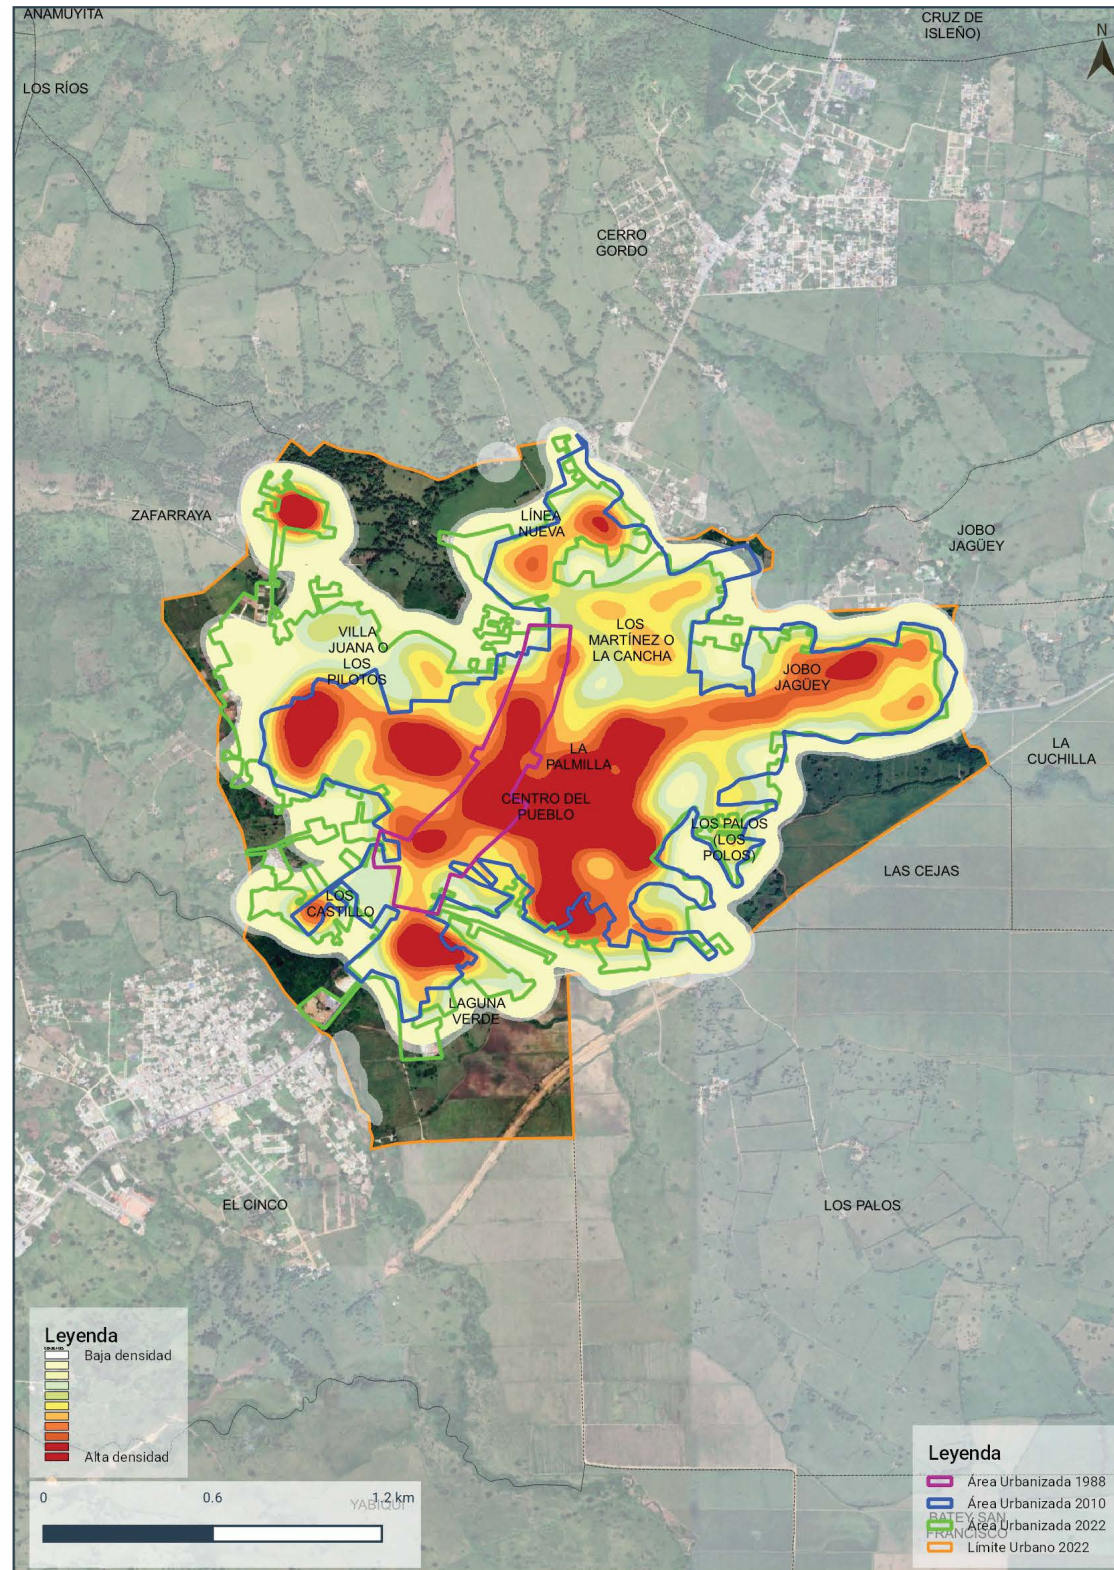 ANAMUYITA
CRUZ DE
ISLEÑO)
N
LOS RÍOS
CERRO
GORDO
ZAFARRAYA
LÍNEA
NUEVA
JOBO
JAGÜEY
VILLA
JUANA O
LOS
PILOTOS
LOS
MARTÍNEZ O
LA CANCHA
JOBO
JAGÜEY
LA
PALMILLA
LA
CUCHILLA
CENTRO DEL
PUEBLO
LOS PALOS
(LOS
POLOS)
LAS CEJAS
LOS
CASTILLO
LAGUNA
VERDE
EL CINCO
LOS PALOS
Leyenda
Baja densidad
Alta densidad
0 0.6 1.2 km
YABIQUI
Leyenda
Área Urbanizada 1988
Área Urbanizada 2010
BATEY SAN
Área Urbanizada 2022
FRANCISCO
Límite Urbano 2022